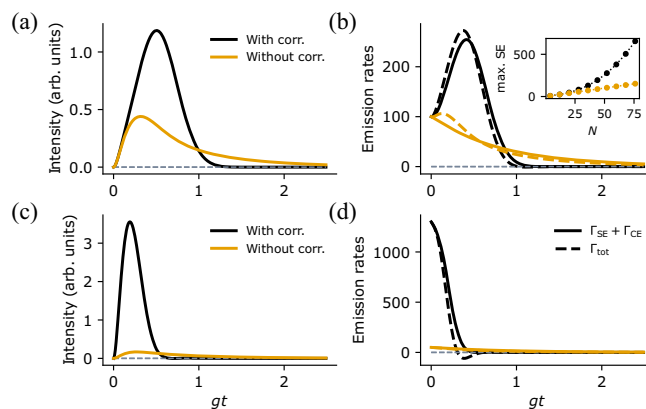 (a)
Intensity (arb. units)
1.0
0.5
0.0
0
1
2
With corr.
Without corr.
(b)
Emission rates
200
100
0
0
1
2
max. SE
500
0
25
50
75
N
(c)
Intensity (arb. units)
3
2
1
0
0
1
2
gt
With corr.
Without corr.
(d)
Emission rates
1000
500
0
0
1
2
gt
Γ_SE + Γ_CE
Γ_tot